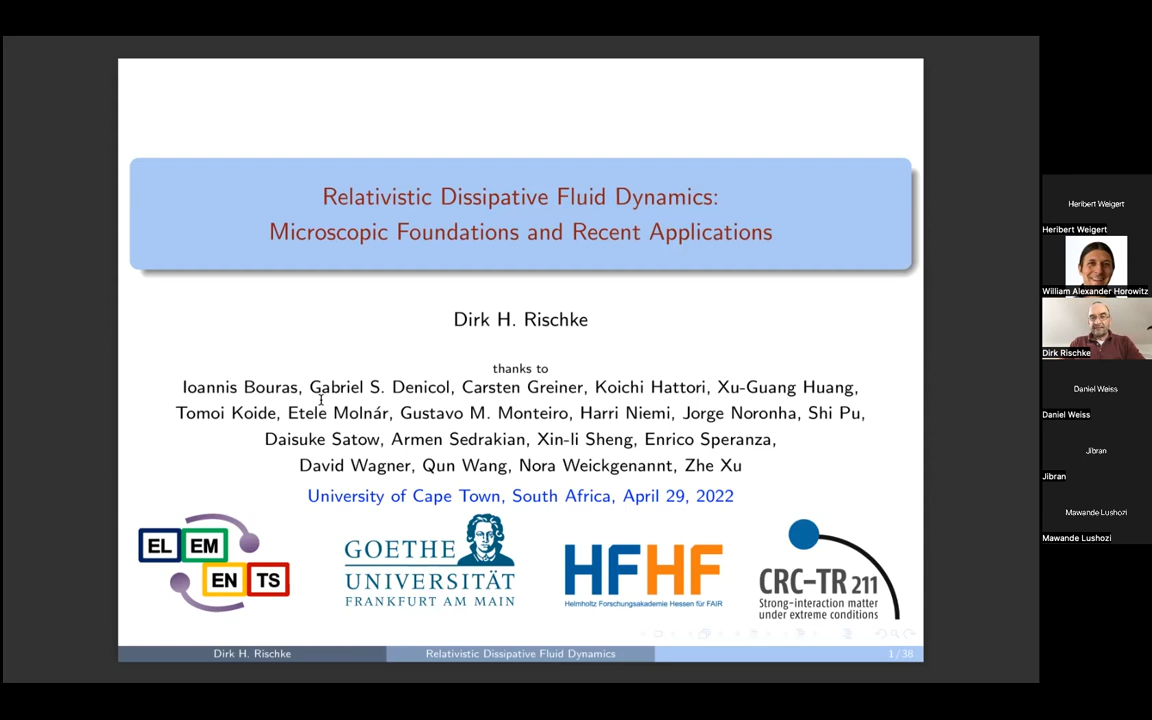 Relativistic Dissipative Fluid Dynamics:
Microscopic Foundations and Recent Applications
Dirk H. Rischke
thanks to
Ioannis Bouras, Gabriel S. Denicol, Carsten Greiner, Koichi Hattori, Xu-Guang Huang,
Tomoi Koide, Etele Molnár, Gustavo M. Monteiro, Harri Niemi, Jorge Noronha, Shi Pu,
Daisuke Satow, Armen Sedrakian, Xin-li Sheng, Enrico Speranza,
David Wagner, Qun Wang, Nora Weickgenannt, Zhe Xu
University of Cape Town, South Africa, April 29, 2022
EL EM
EN TS
GOETHE
UNIVERSITÄT
FRANKFURT AM MAIN
HFHF
Helmholtz Forschungsakademie Hessen für FAIR
CRC-TR 211
Strong-interaction matter
under extreme conditions
Dirk H. Rischke
Relativistic Dissipative Fluid Dynamics
1/38
Heribert Weigert
Heribert Weigert
William Alexander Horowitz
Dirk Rischke
Daniel Weiss
Daniel Weiss
Jibran
Jibran
Mawande Lushozi
Mawande Lushozi